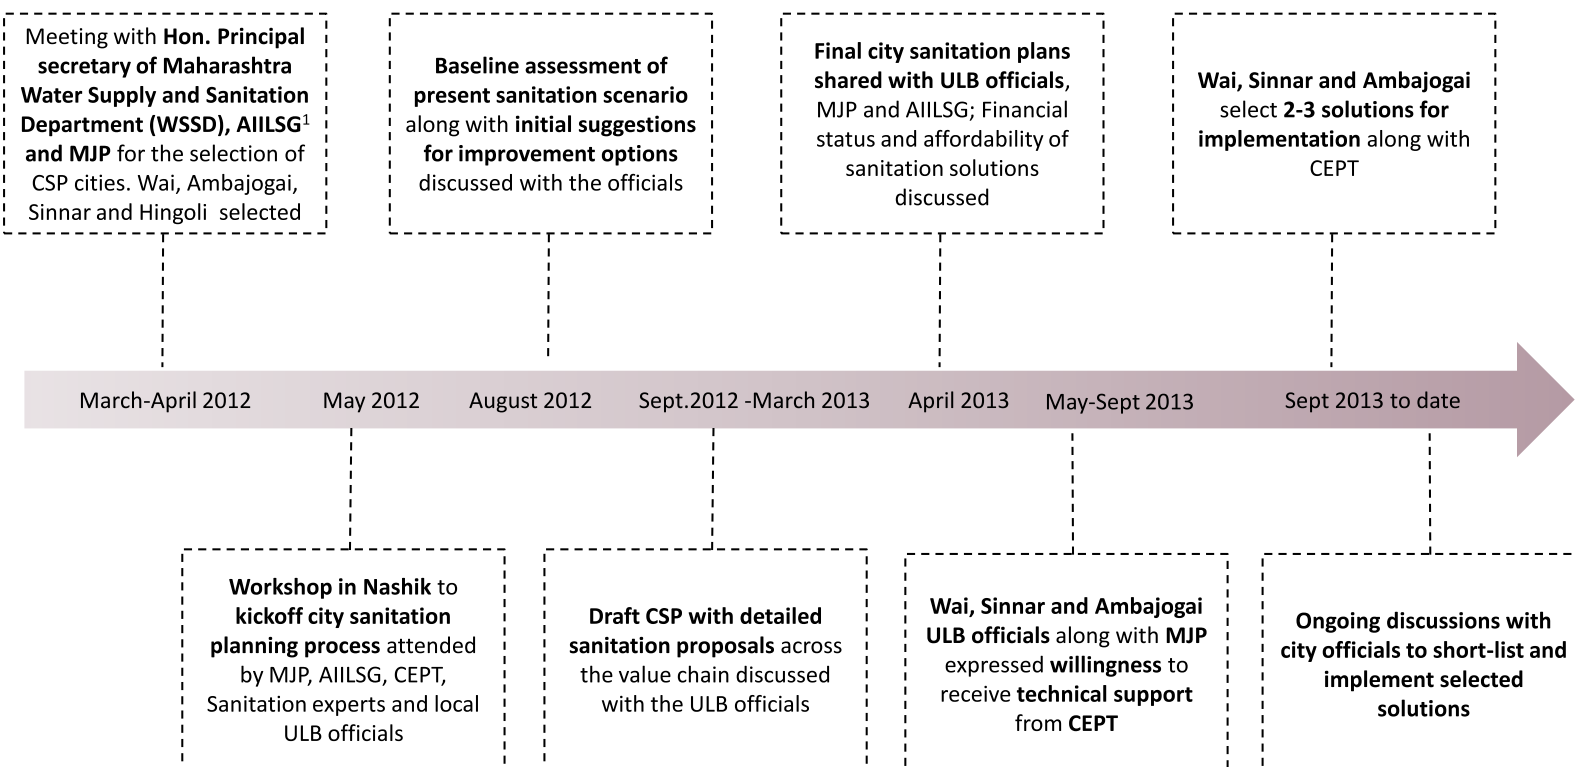 Meeting with Hon. Principal
secretary of Maharashtra
Water Supply and Sanitation
Department (WSSD), AIILSG1
and MJP for the selection of
CSP cities. Wai, Ambajogai,
Sinnar and Hingoli selected
Baseline assessment of
present sanitation scenario
along with initial suggestions
for improvement options
discussed with the officials
Final city sanitation plans
shared with ULB officials,
MJP and AIILSG; Financial
status and affordability of
sanitation solutions
discussed
Wai, Sinnar and Ambajogai
select 2-3 solutions for
implementation along with
CEPT
March-April 2012
May 2012
August 2012
Sept.2012 -March 2013
April 2013
May-Sept 2013
Sept 2013 to date
Workshop in Nashik to
kickoff city sanitation
planning process attended
by MJP, AIILSG, CEPT,
Sanitation experts and local
ULB officials
Draft CSP with detailed
sanitation proposals across
the value chain discussed
with the ULB officials
Wai, Sinnar and Ambajogai
ULB officials along with MJP
expressed willingness to
receive technical support
from CEPT
Ongoing discussions with
city officials to short-list and
implement selected
solutions